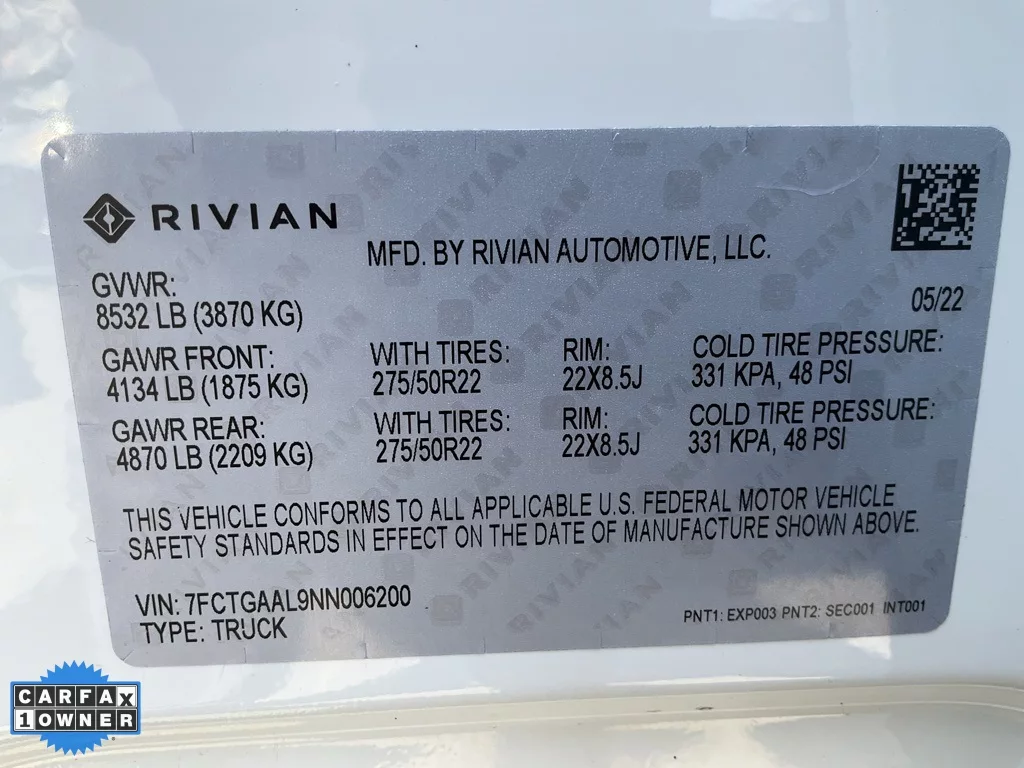 RIVIAN
MFD. BY RIVIAN AUTOMOTIVE, LLC.
GVWR:
8532 LB (3870 KG)
05/22
GAWR FRONT: WITH TIRES: RIM: COLD TIRE PRESSURE:
4134 LB (1875 KG) 275/50R22 22X8.5J 331 KPA, 48 PSI
GAWR REAR: WITH TIRES: RIM: COLD TIRE PRESSURE:
4870 LB (2209 KG) 275/50R22 22X8.5J 331 KPA, 48 PSI
THIS VEHICLE CONFORMS TO ALL APPLICABLE U.S. FEDERAL MOTOR VEHICLE
SAFETY STANDARDS IN EFFECT ON THE DATE OF MANUFACTURE SHOWN ABOVE.
VIN: 7FCTGAAL9NN006200
TYPE: TRUCK
PNT1: EXP003 PNT2: SEC001 INT001
CARFAX
1 OWNER